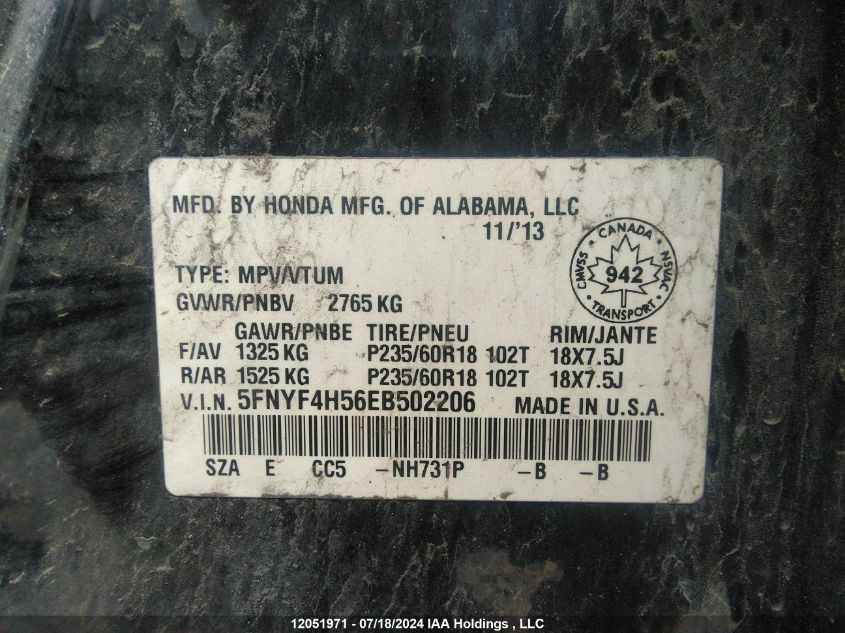 MFD. BY HONDA MFG. OF ALABAMA, LLC
11/'13
CANADA
CMVSS 942 NSVAC
TRANSPORT
TYPE: MPV/VTUM
GVWR/PNBV 2765 KG
GAWR/PNBE TIRE/PNEU RIM/JANTE
F/AV 1325 KG P235/60R18 102T 18X7.5J
R/AR 1525 KG P235/60R18 102T 18X7.5J
V.I.N. 5FNYF4H56EB502206 MADE IN U.S.A.
SZA E CC5 -NH731P -B -B
12051971 - 07/18/2024 IAA Holdings , LLC